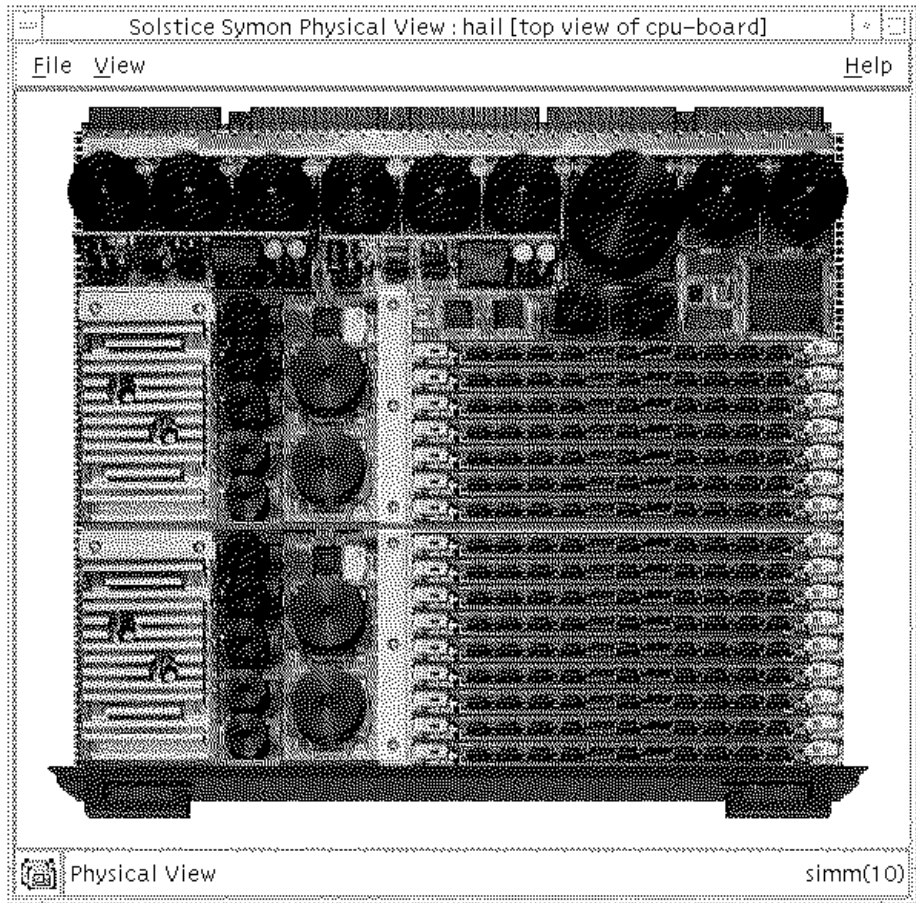 Solstice Symon Physical View : hail [top view of cpu-board]
File View Help
Physical View simm(10)